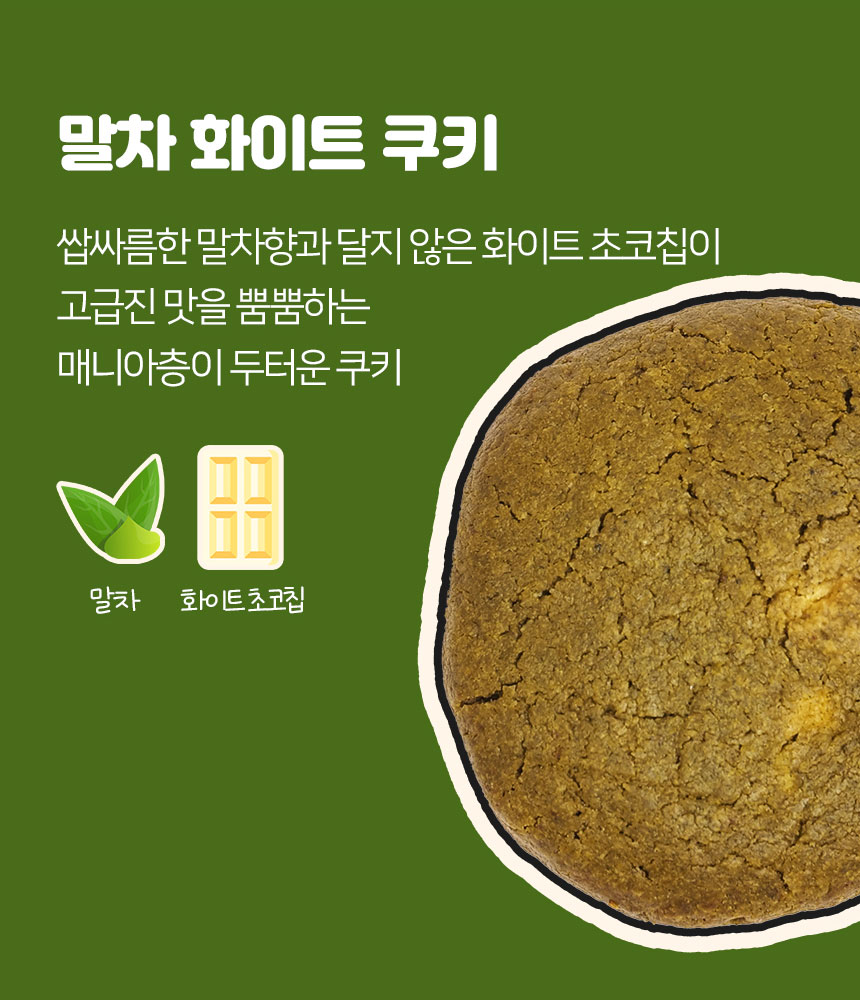 말차 화이트 쿠키
쌉싸름한 말차향과 달지 않은 화이트 초코칩이
고급진 맛을 뿜뿜하는
매니아층이 두터운 쿠키
말차
화이트초코칩